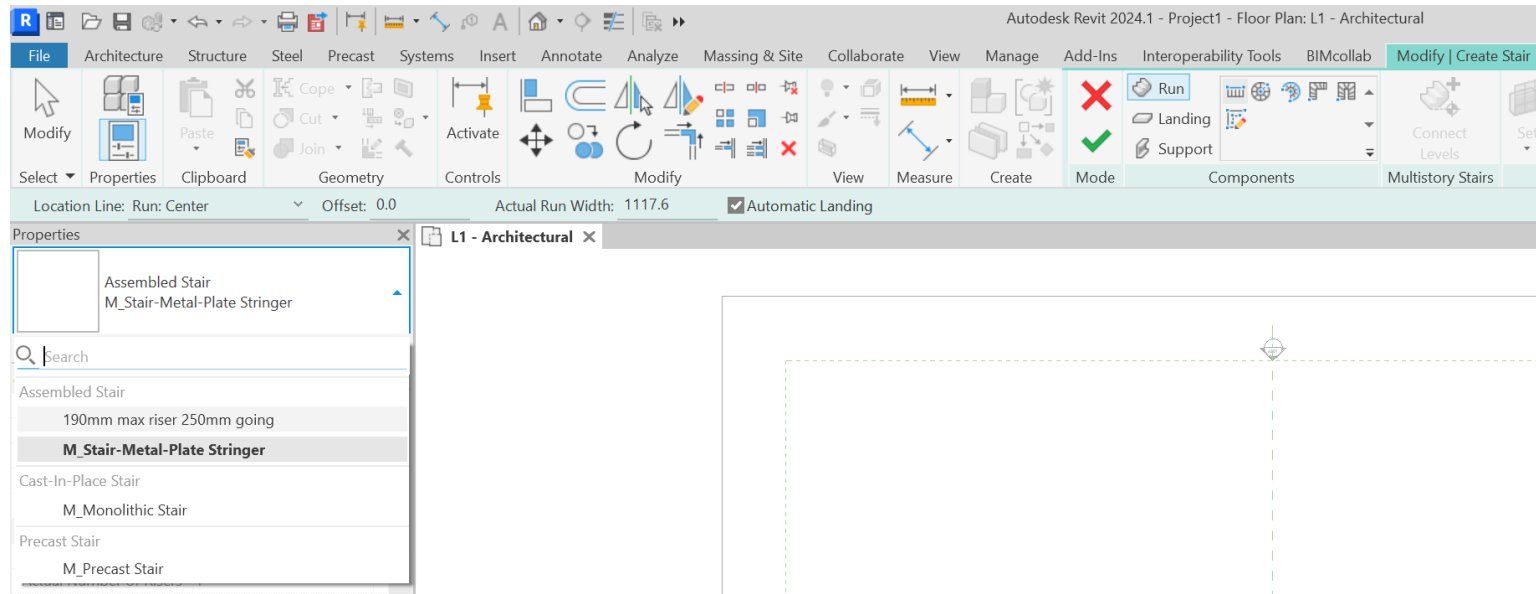 R
A
Autodesk Revit 2024.1 - Project1 - Floor Plan: L1 - Architectural
File Architecture Structure Steel Precast Systems Insert Annotate Analyze Massing & Site Collaborate View Manage Add-Ins Interoperability Tools BIMcollab Modify | Create Stair
Modify
Paste
Cope
Cut
Join
Activate
Run
Landing
Support
Connect
Levels
Select Properties Clipboard Geometry Controls Modify View Measure Create Mode Components Multistory Stairs
Location Line: Run: Center Offset: 0.0 Actual Run Width: 1117.6 Automatic Landing
Properties
L1 - Architectural
Assembled Stair
M_Stair-Metal-Plate Stringer
Search
Assembled Stair
190mm max riser 250mm going
M_Stair-Metal-Plate Stringer
Cast-In-Place Stair
M_Monolithic Stair
Precast Stair
M_Precast Stair